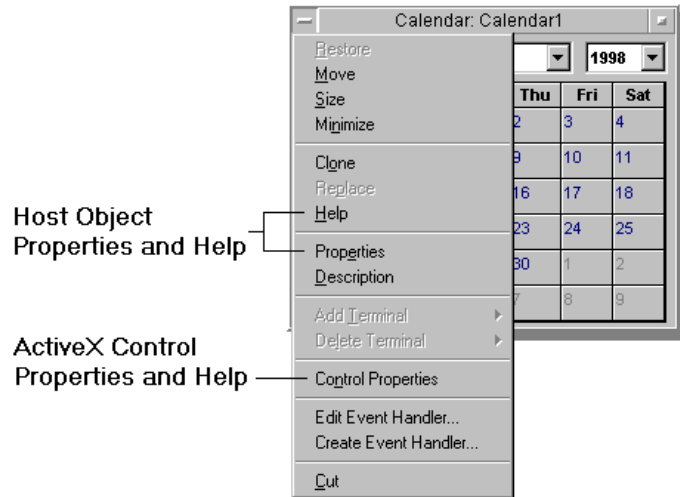 Calendar: Calendar1
Restore
Move
Size
Minimize
Clone
Replace
Help
Properties
Description
Add Terminal
Delete Terminal
Control Properties
Edit Event Handler...
Create Event Handler...
Cut
1998
Thu Fri Sat
2 3 4
9 10 11
16 17 18
23 24 25
30 1 2
7 8 9
Host Object
Properties and Help
ActiveX Control
Properties and Help